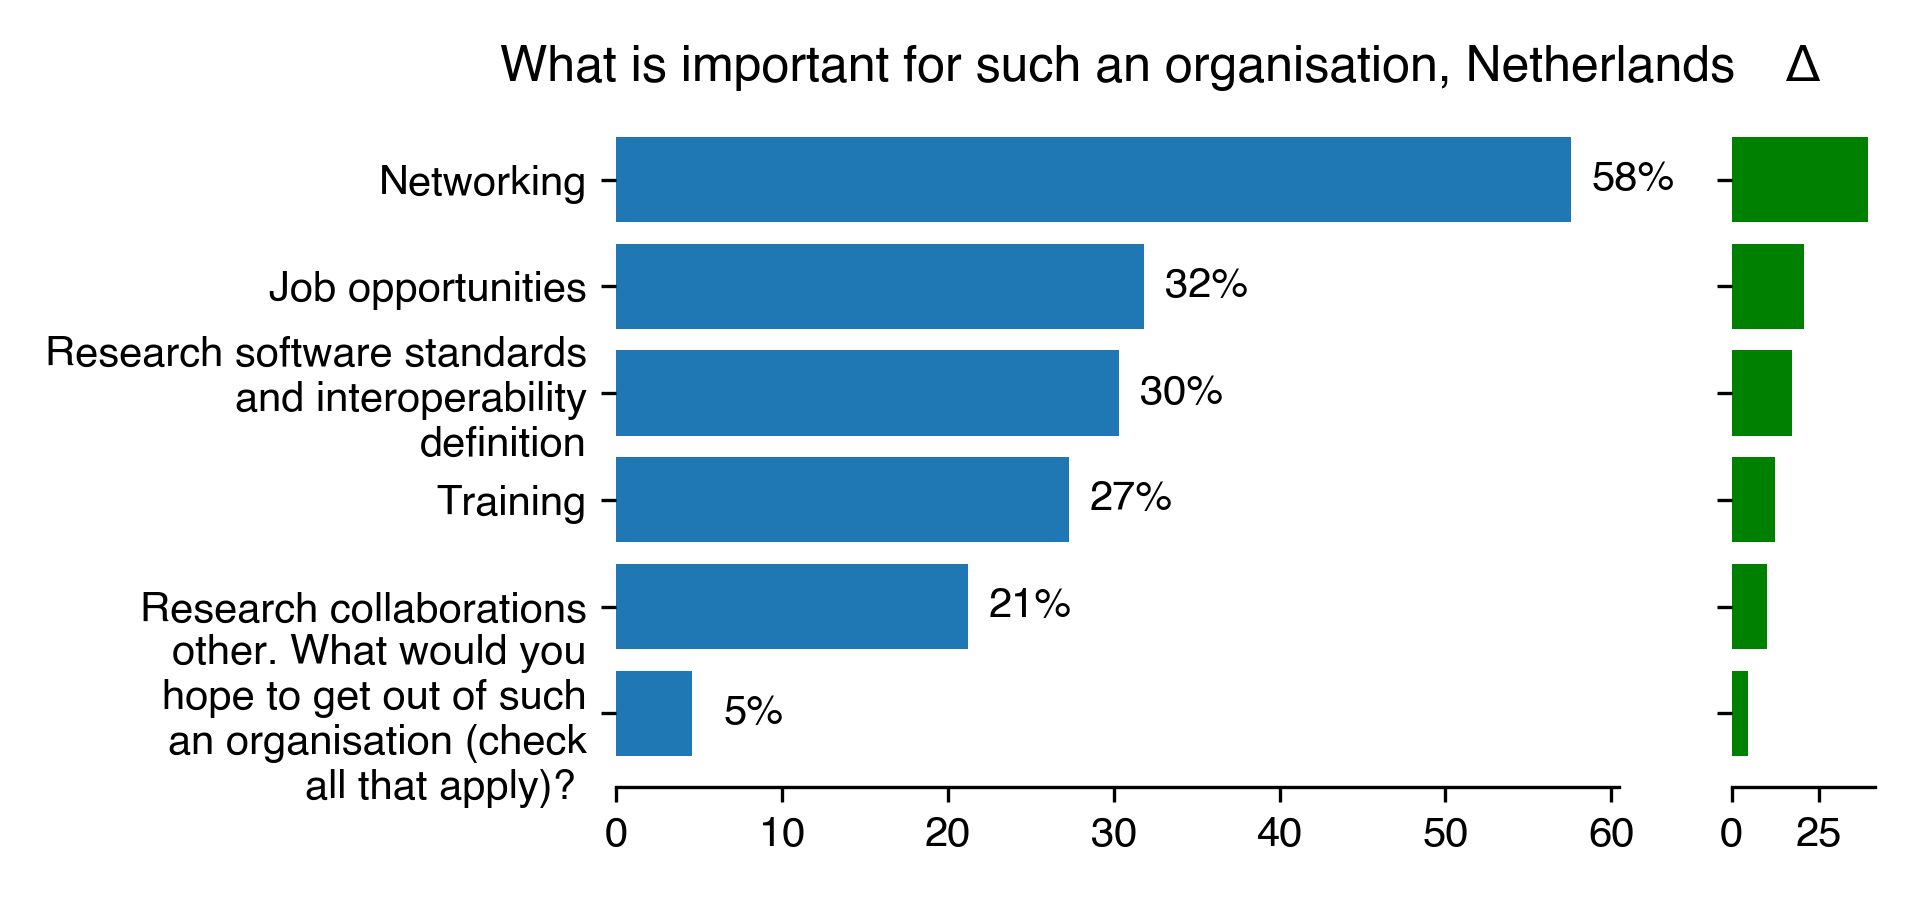 What is important for such an organisation, Netherlands Δ
Networking
58%
Job opportunities
32%
Research software standards
and interoperability
definition
30%
Training
27%
Research collaborations
21%
other. What would you
hope to get out of such
an organisation (check
all that apply)?
5%
0 10 20 30 40 50 60
0 25